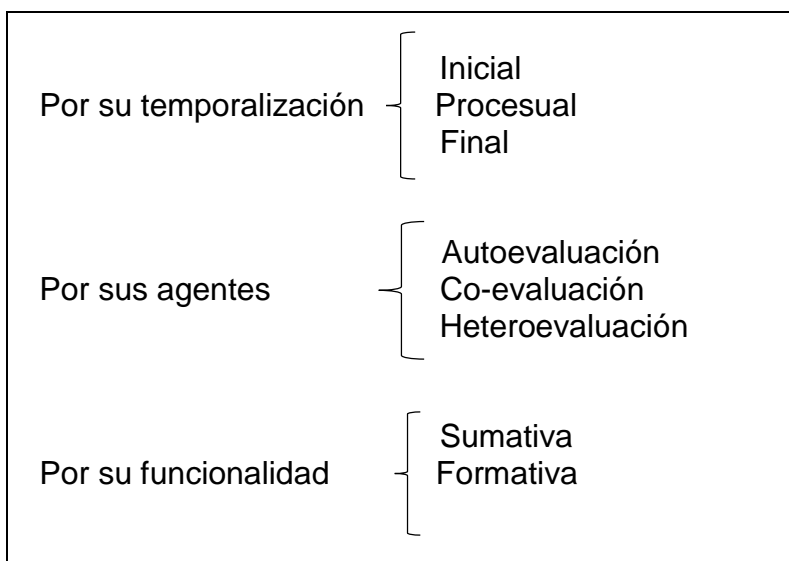 Inicial
Por su temporalización Procesual
Final
Autoevaluación
Por sus agentes Co-evaluación
Heteroevaluación
Sumativa
Por su funcionalidad Formativa